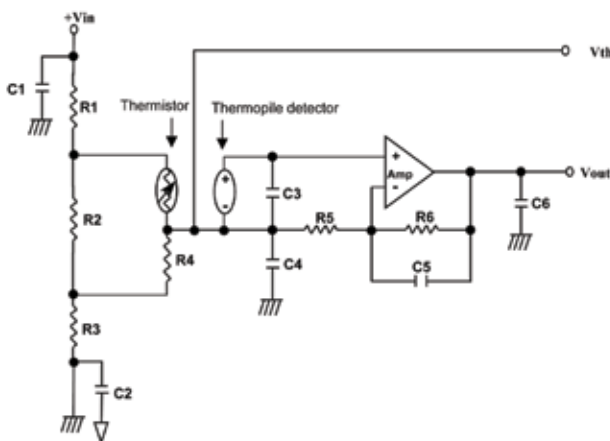 +Vin
C1
R1
Thermistor
Thermopile detector
Vth
+
-
C3
+
Amp
-
Vout
R2
R4
C4
R5
R6
C5
C6
R3
C2